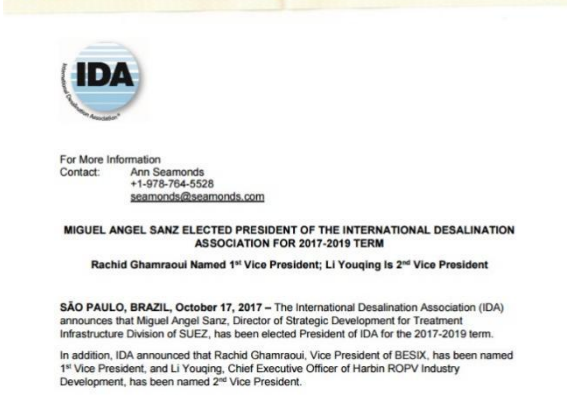 IDA
International Desalination Association
For More Information
Contact: Ann Seamonds
+1-978-764-5528
seamonds@seamonds.com
MIGUEL ANGEL SANZ ELECTED PRESIDENT OF THE INTERNATIONAL DESALINATION
ASSOCIATION FOR 2017-2019 TERM
Rachid Ghamraoui Named 1st Vice President; Li Youqing Is 2nd Vice President
SÃO PAULO, BRAZIL, October 17, 2017 – The International Desalination Association (IDA)
announces that Miguel Angel Sanz, Director of Strategic Development for Treatment
Infrastructure Division of SUEZ, has been elected President of IDA for the 2017-2019 term.
In addition, IDA announced that Rachid Ghamraoui, Vice President of BESIX, has been named
1st Vice President, and Li Youqing, Chief Executive Officer of Harbin ROPV Industry
Development, has been named 2nd Vice President.